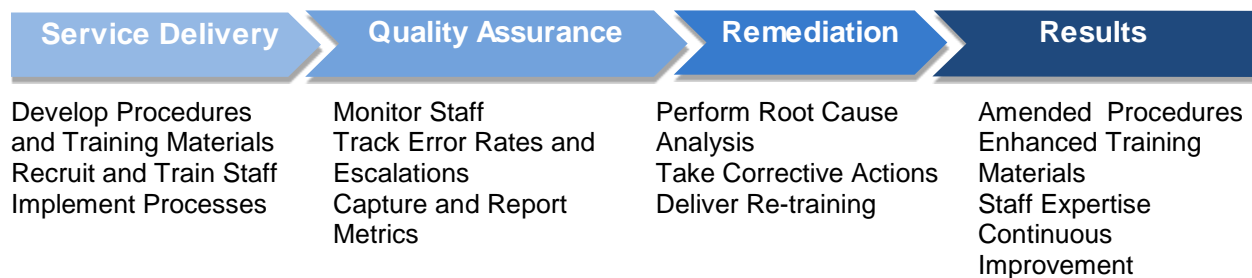 Service Delivery
Quality Assurance
Remediation
Results
Develop Procedures
and Training Materials
Recruit and Train Staff
Implement Processes
Monitor Staff
Track Error Rates and
Escalations
Capture and Report
Metrics
Perform Root Cause
Analysis
Take Corrective Actions
Deliver Re-training
Amended Procedures
Enhanced Training
Materials
Staff Expertise
Continuous
Improvement